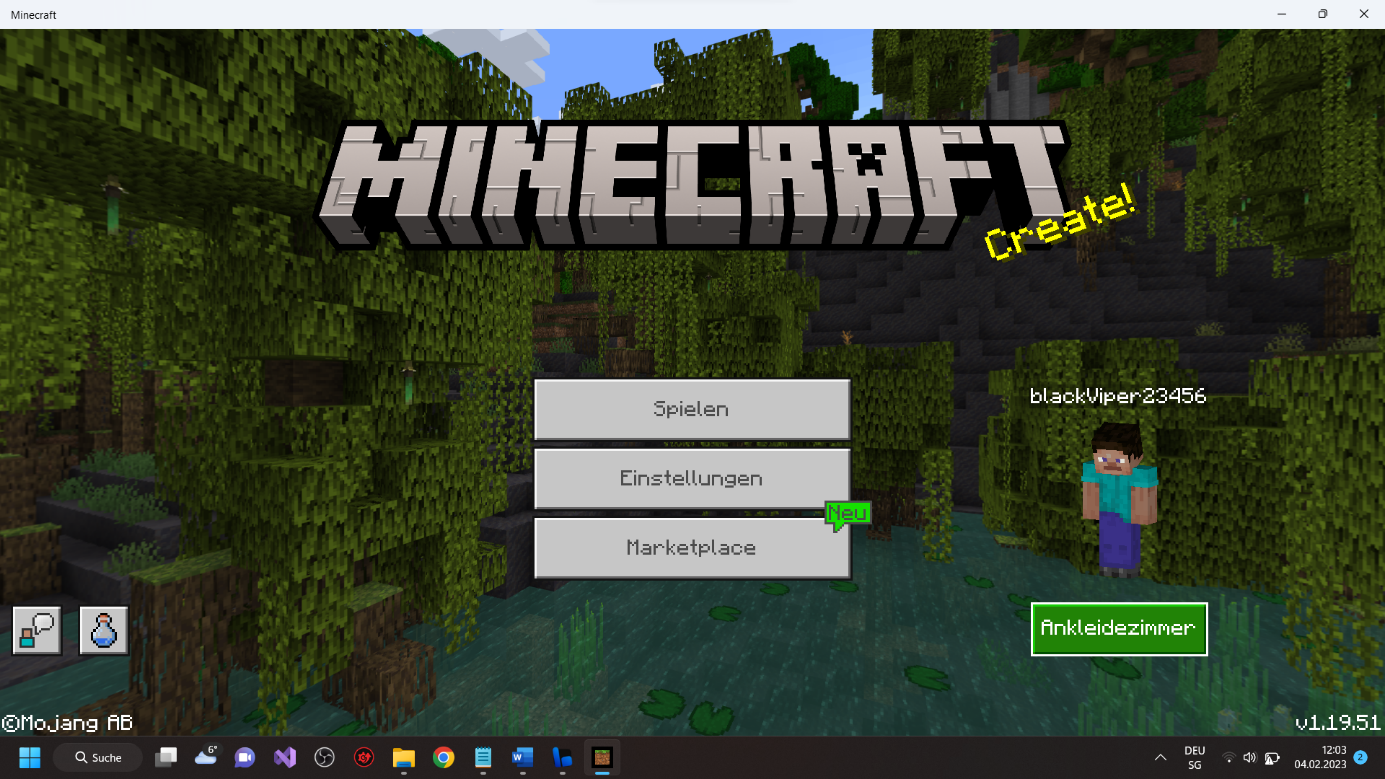 Minecraft
MINECRAFT
Create!
Spielen
blackViper23456
Einstellungen
Neu
Marketplace
Ankleidezimmer
©Mojang AB
v1.19.51
6°
Suche
DEU
SG
12:03
04.02.2023
2